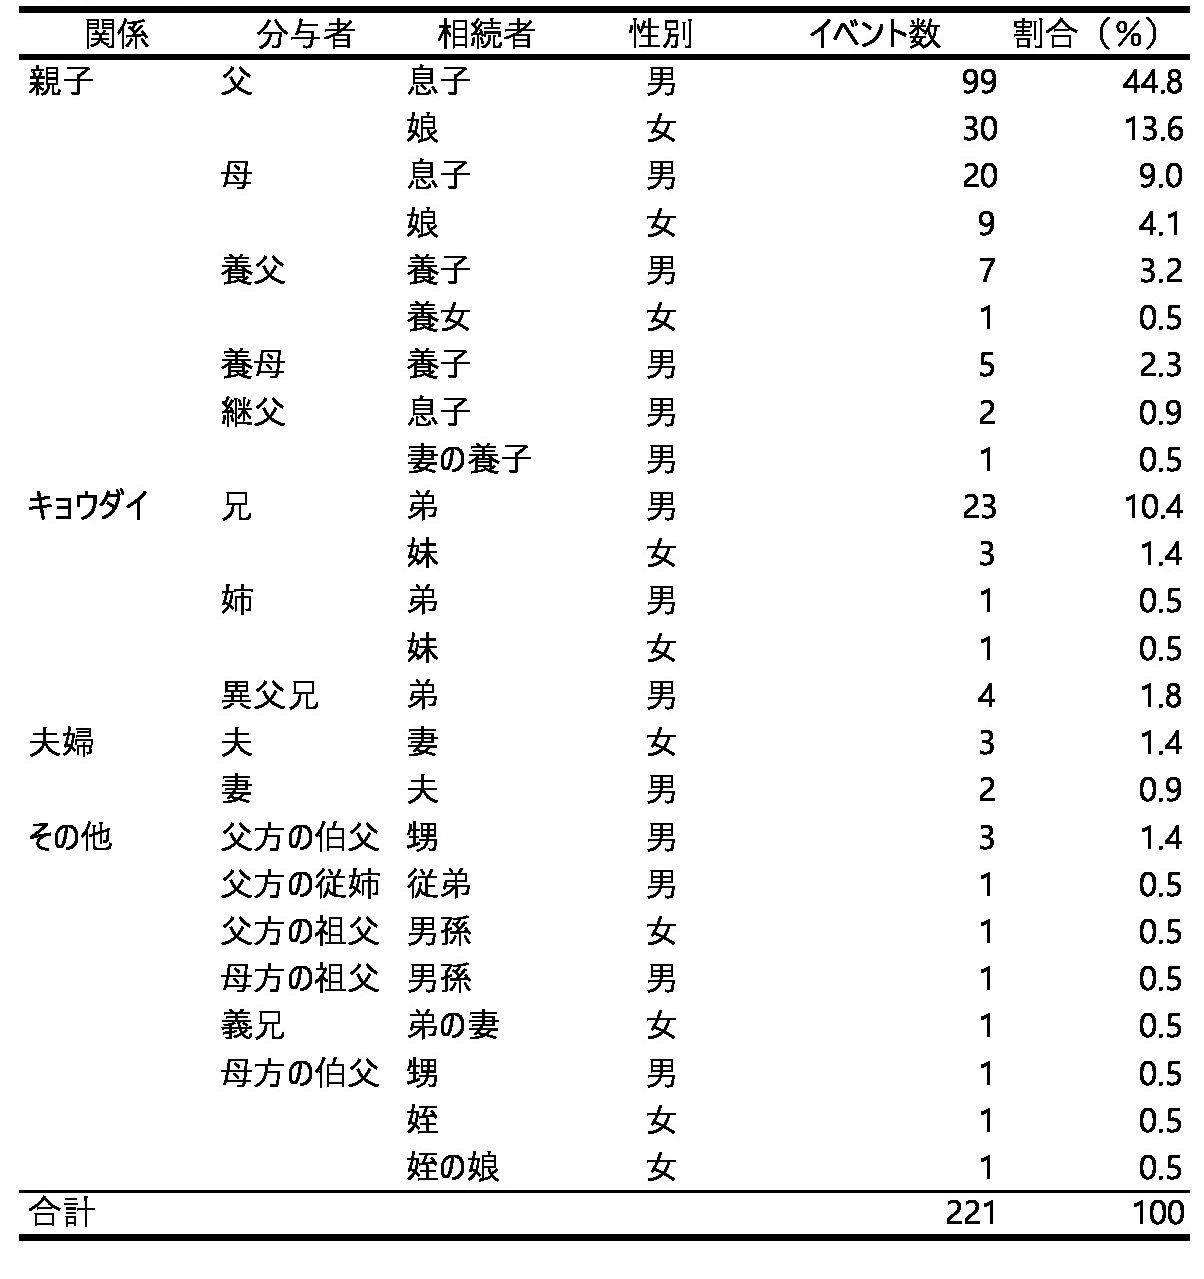 関係 分与者 相続者 性別 イベント数 割合（%）
親子 父 息子 男 99 44.8
娘 女 30 13.6
母 息子 男 20 9.0
娘 女 9 4.1
養父 養子 男 7 3.2
養女 女 1 0.5
養母 養子 男 5 2.3
継父 息子 男 2 0.9
妻の養子 男 1 0.5
キョウダイ 兄 弟 男 23 10.4
妹 女 3 1.4
姉 弟 男 1 0.5
妹 女 1 0.5
異父兄 弟 男 4 1.8
夫婦 夫 妻 女 3 1.4
妻 夫 男 2 0.9
その他 父方の伯父 甥 男 3 1.4
父方の従姉 従弟 男 1 0.5
父方の祖父 男孫 女 1 0.5
母方の祖父 男孫 男 1 0.5
義兄 弟の妻 女 1 0.5
母方の伯父 甥 男 1 0.5
姪 女 1 0.5
姪の娘 女 1 0.5
合計 221 100